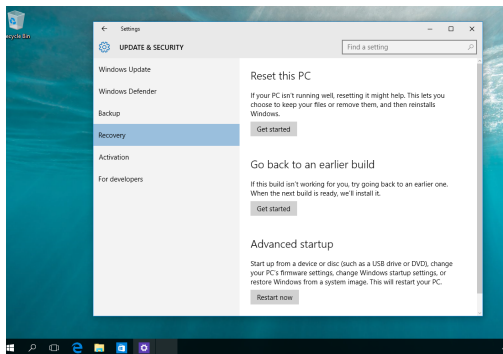 Recycle Bin
Settings
UPDATE & SECURITY
Find a setting
Windows Update
Windows Defender
Backup
Recovery
Activation
For developers
Reset this PC
If your PC isn't running well, resetting it might help. This lets you
choose to keep your files or remove them, and then reinstalls
Windows.
Get started
Go back to an earlier build
If this build isn't working for you, try going back to an earlier one.
When the next build is ready, we'll install it.
Get started
Advanced startup
Start up from a device or disc (such as a USB drive or DVD), change
your PC's firmware settings, change Windows startup settings, or
restore Windows from a system image. This will restart your PC.
Restart now